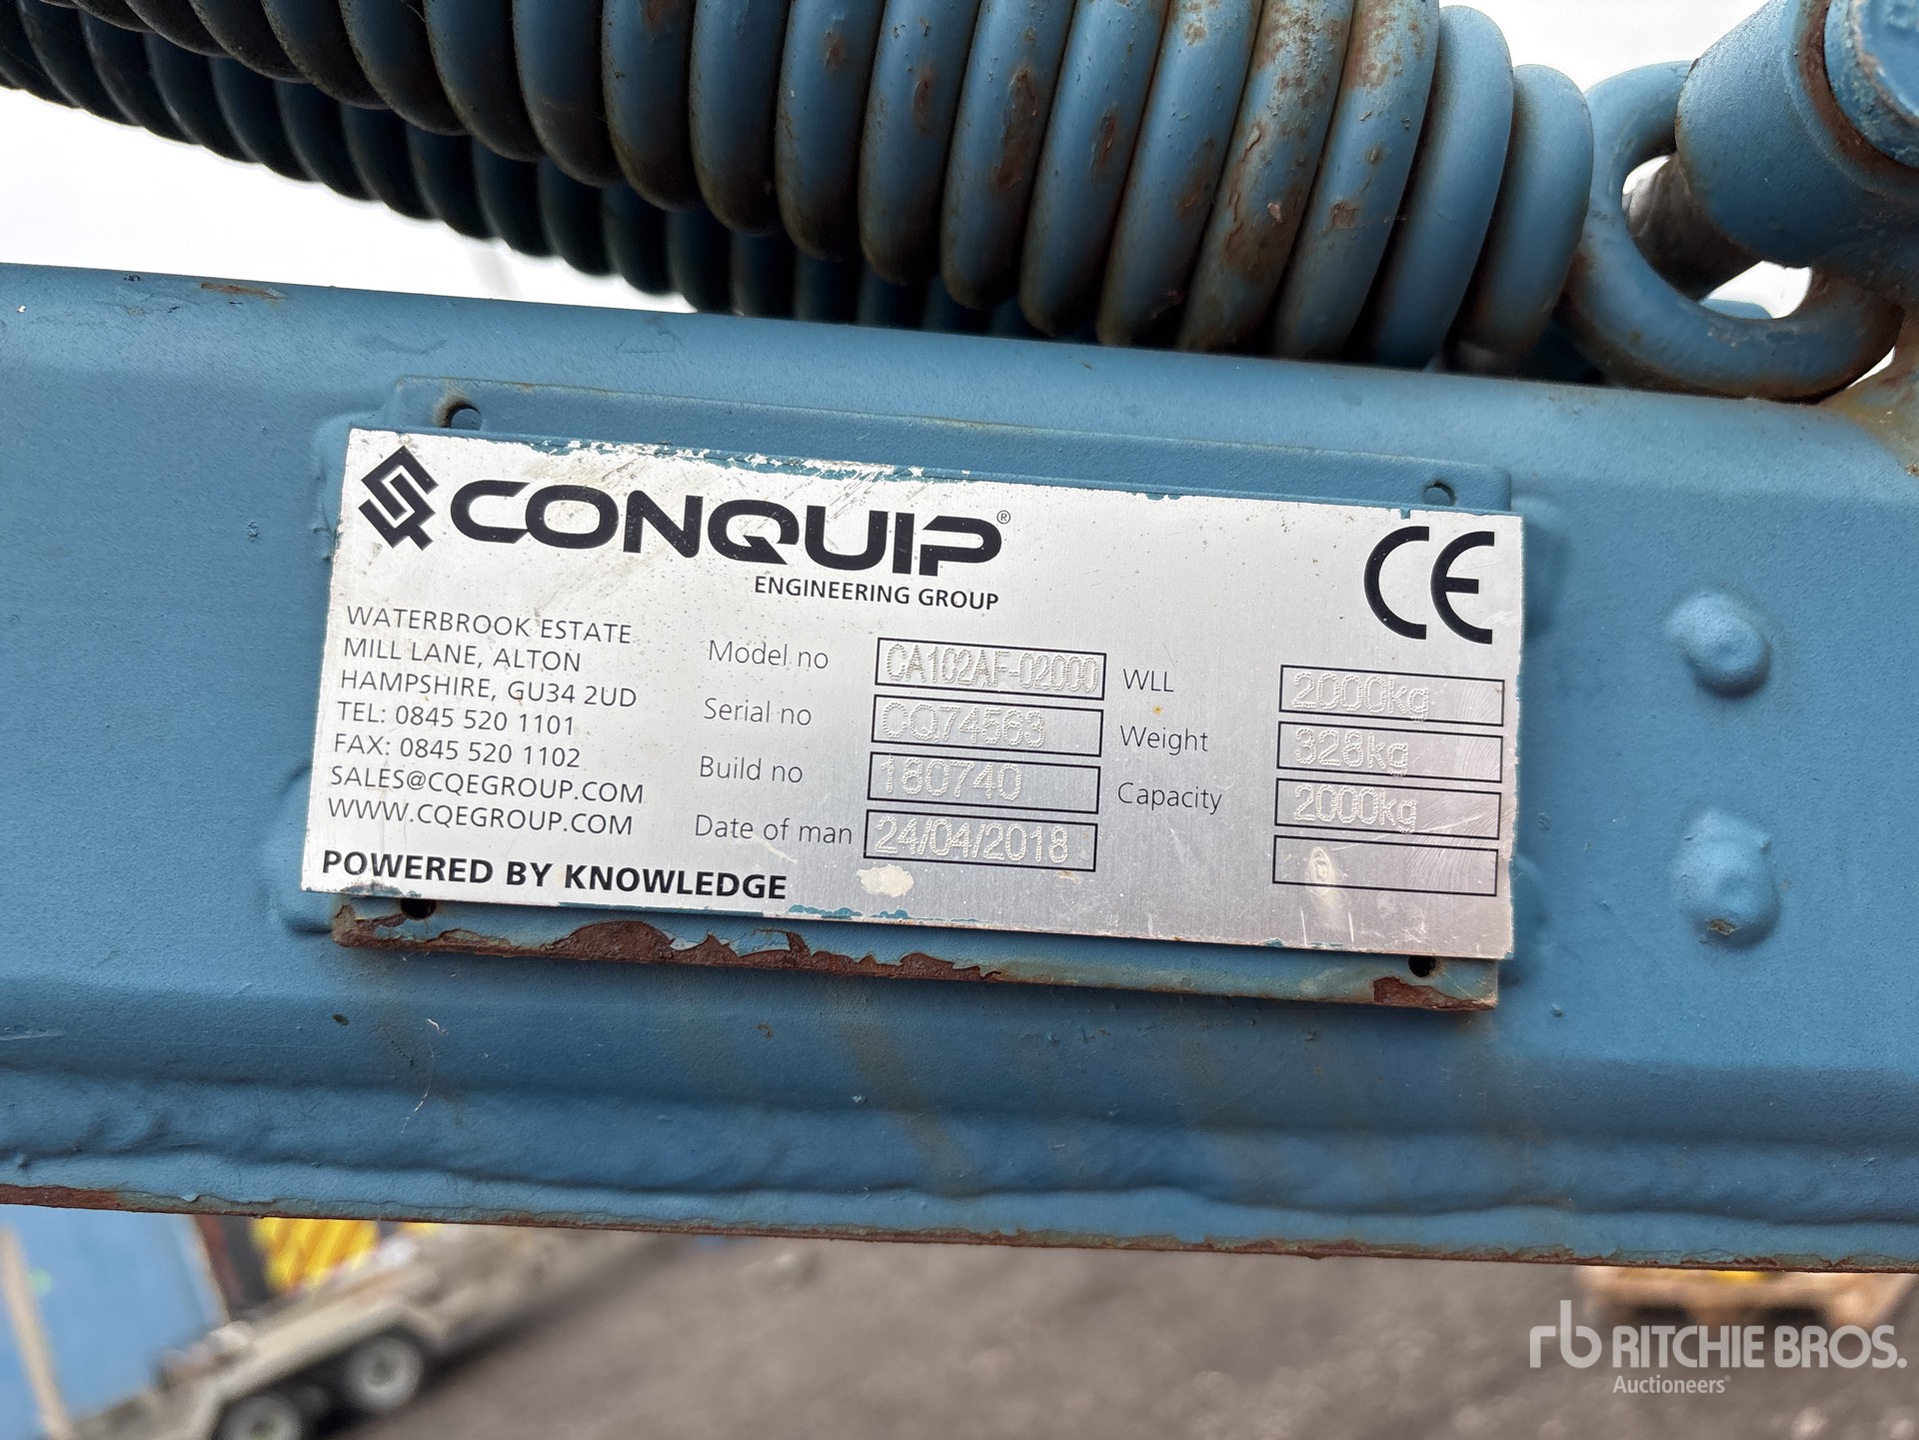 CONQUIP®
ENGINEERING GROUP
CE
WATERBROOK ESTATE
MILL LANE, ALTON
HAMPSHIRE, GU34 2UD
TEL: 0845 520 1101
FAX: 0845 520 1102
SALES@CQEGROUP.COM
WWW.CQEGROUP.COM
POWERED BY KNOWLEDGE
Model no CA102AF-02000
Serial no CQ74563
Build no 180740
Date of man 24/04/2018
WLL 2000kg
Weight 328kg
Capacity 2000kg
rb RITCHIE BROS.
Auctioneers®